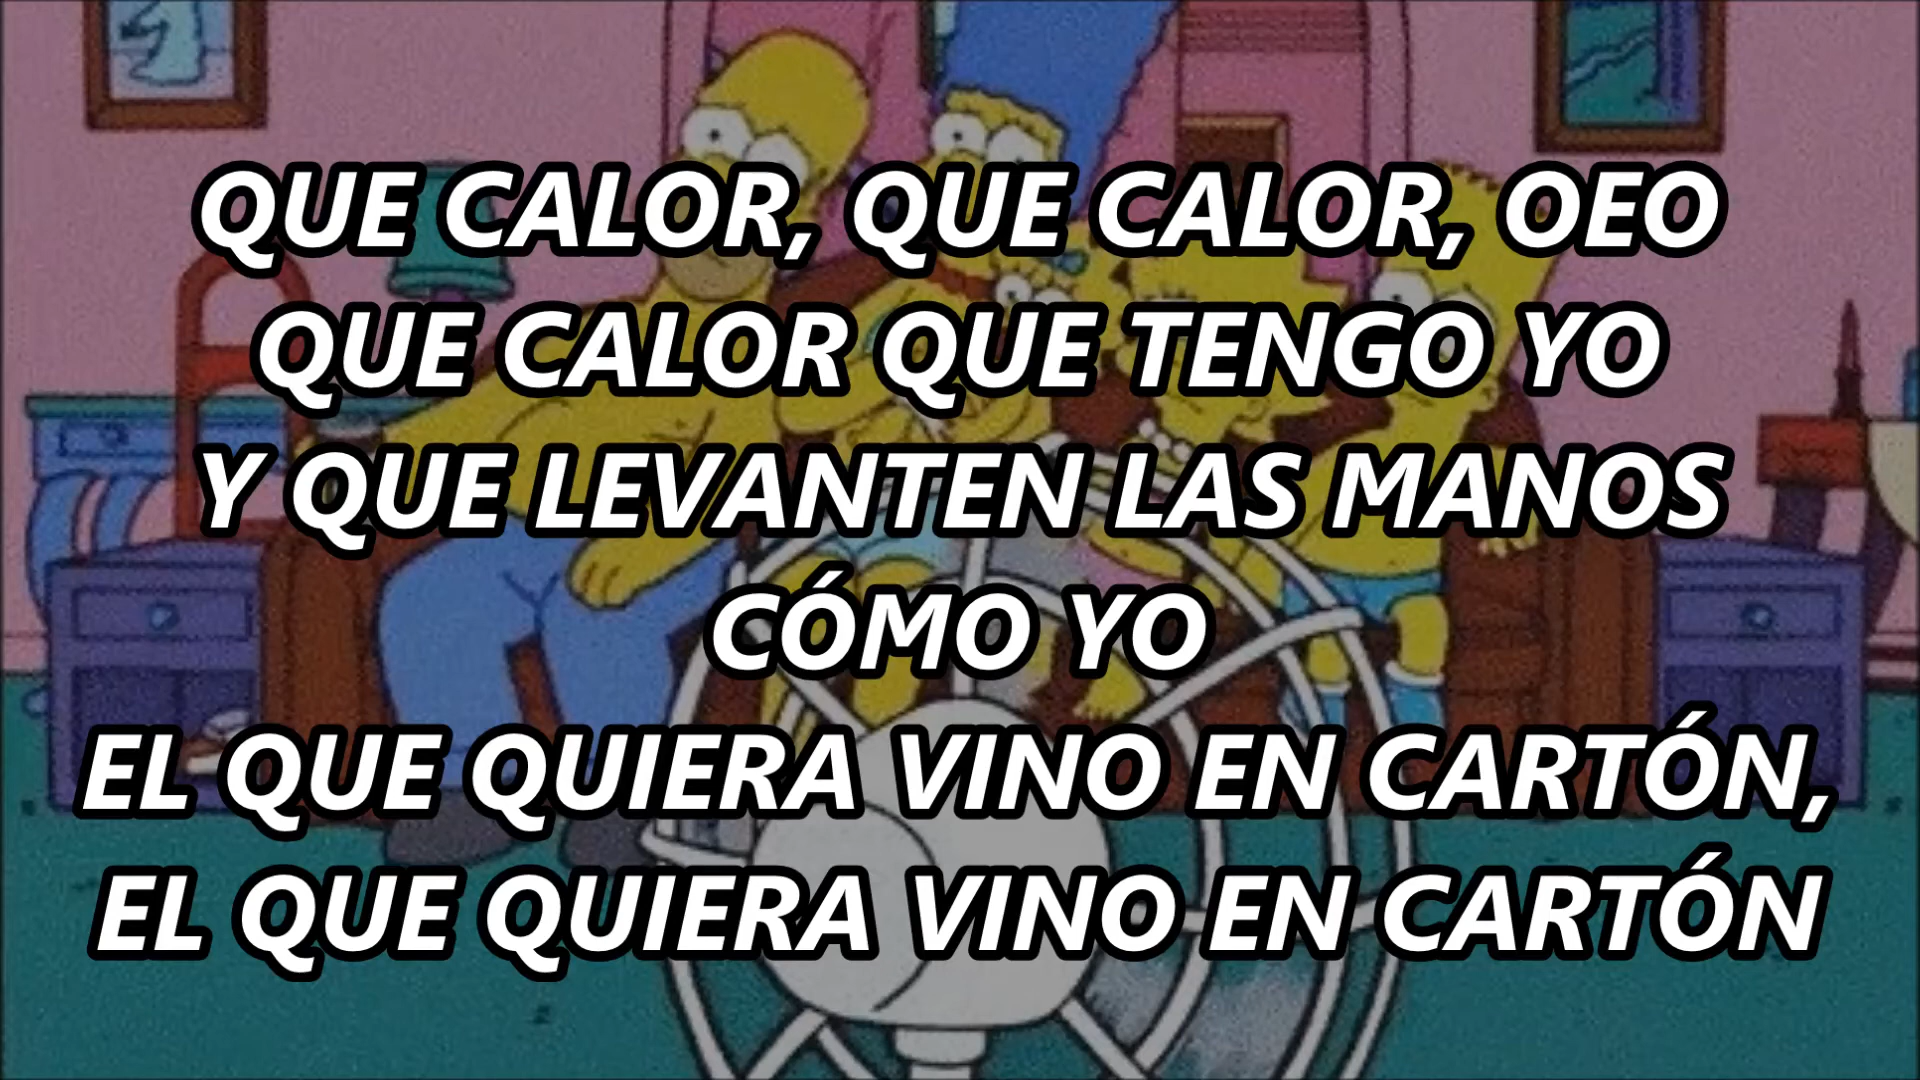 QUE CALOR, QUE CALOR, OEO
QUE CALOR QUE TENGO YO
Y QUE LEVANTEN LAS MANOS
CÓMO YO
EL QUE QUIERA VINO EN CARTÓN,
EL QUE QUIERA VINO EN CARTÓN